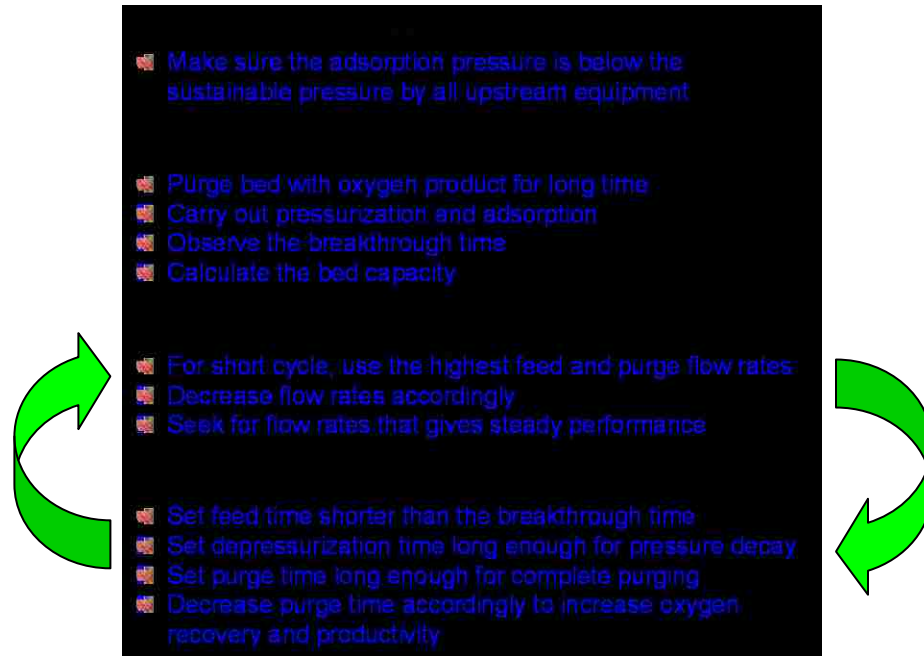 Make sure the adsorption pressure is below the
sustainable pressure by all upstream equipment
Purge bed with oxygen product for long time
Carry out pressurization and adsorption
Observe the breakthrough time
Calculate the bed capacity
For short cycle, use the highest feed and purge flow rates
Decrease flow rates accordingly
Seek for flow rates that gives steady performance
Set feed time shorter than the breakthrough time
Set depressurization time long enough for pressure decay
Set purge time long enough for complete purging
Decrease purge time accordingly to increase oxygen
recovery and productivity